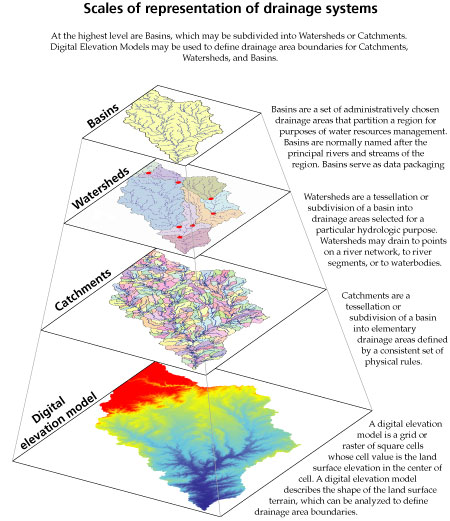 Scales of representation of drainage systems
At the highest level are Basins, which may be subdivided into Watersheds or Catchments.
Digital Elevation Models may be used to define drainage area boundaries for Catchments,
Watersheds, and Basins.
Basins
Basins are a set of administratively chosen
drainage areas that partition a region for
purposes of water resources management.
Basins are normally named after the
principal rivers and streams of the
region. Basins serve as data packaging
Watersheds
Watersheds are a tessellation or
subdivision of a basin into
drainage areas selected for a
particular hydrologic purpose.
Watersheds may drain to points
on a river network, to river
segments, or to waterbodies.
Catchments
Catchments are a
tessellation or
subdivision of a basin
into elementary
drainage areas defined
by a consistent set of
physical rules.
Digital
elevation model
A digital elevation
model is a grid or
raster of square cells
whose cell value is the land
surface elevation in the center of
cell. A digital elevation model
describes the shape of the land surface
terrain, which can be analyzed to define
drainage area boundaries.